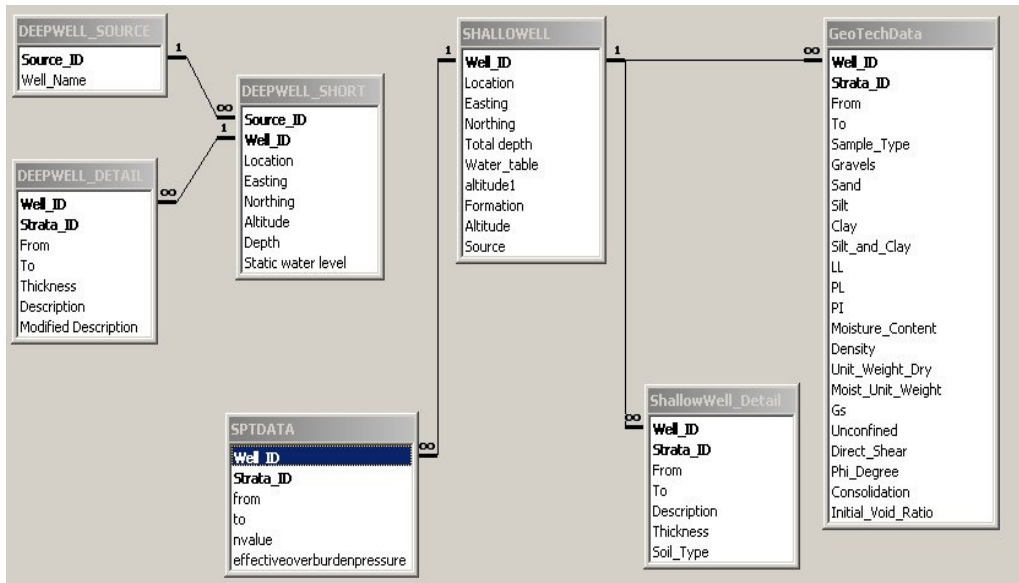 DEEPWELL_SOURCE
Source_ID
Well_Name
1
∞
1
∞
DEEPWELL_SHORT
Source_ID
Well_ID
Location
Easting
Northing
Altitude
Depth
Static water level
DEEPWELL_DETAIL
Well_ID
Strata_ID
From
To
Thickness
Description
Modified Description
SHALLOWELL
1
Well_ID
Location
Easting
Northing
Total depth
Water_table
altitude1
Formation
Altitude
Source
1
∞
GeoTechData
Well_ID
Strata_ID
From
To
Sample_Type
Gravels
Sand
Silt
Clay
Silt_and_Clay
LL
PL
PI
Moisture_Content
Density
Unit_Weight_Dry
Moist_Unit_Weight
Gs
Unconfined
Direct_Shear
Phi_Degree
Consolidation
Initial_Void_Ratio
SPTDATA
∞
Well_ID
Strata_ID
from
to
nvalue
effectiveoverburdenpressure
ShallowWell_Detail
∞
Well_ID
Strata_ID
From
To
Description
Thickness
Soil_Type